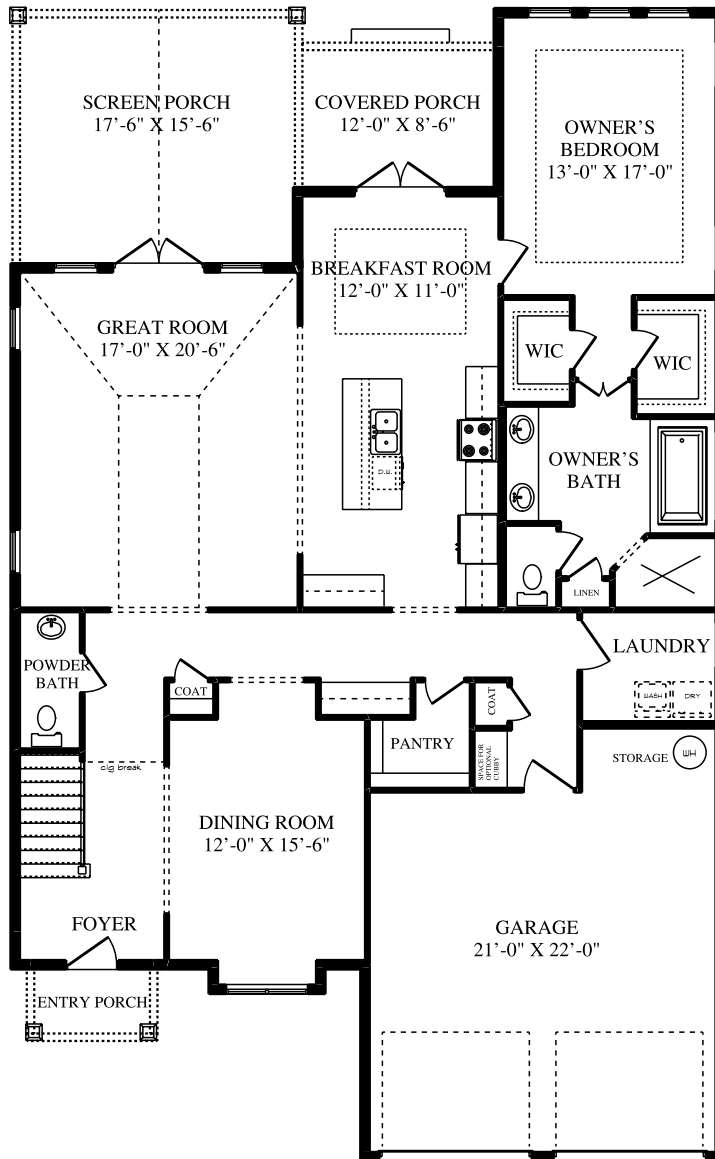 SCREEN PORCH
17'-6" X 15'-6"
COVERED PORCH
12'-0" X 8'-6"
OWNER'S
BEDROOM
13'-0" X 17'-0"
BREAKFAST ROOM
12'-0" X 11'-0"
GREAT ROOM
17'-0" X 20'-6"
WIC
WIC
OWNER'S
BATH
D.W.
LINEN
LAUNDRY
WASH
DRY
POWDER
BATH
COAT
COAT
PANTRY
SPACE FOR
OPTIONAL
CUBBY
STORAGE
WH
clg break
DINING ROOM
12'-0" X 15'-6"
FOYER
GARAGE
21'-0" X 22'-0"
ENTRY PORCH